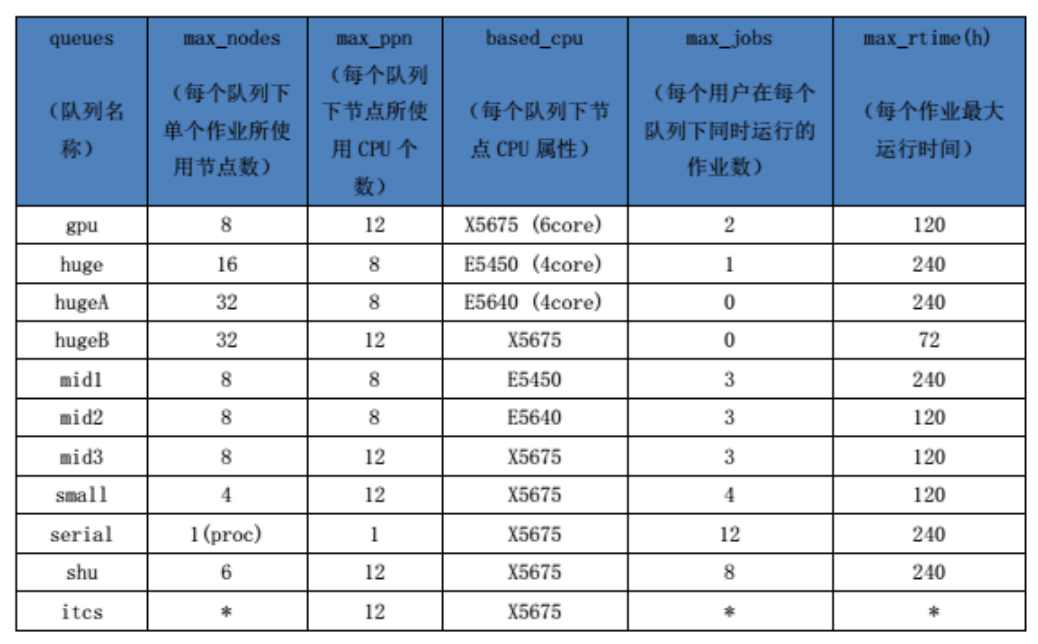 queues max_nodes max_ppn based_cpu max_jobs max_rtime(h)
（队列名
称）
（每个队列下
单个作业所使
用节点数）
（每个队列
下节点所使
用 CPU 个
数）
（每个队列下节
点 CPU 属性）
（每个用户在每个
队列下同时运行的
作业数）
（每个作业最大
运行时间）
gpu 8 12 X5675 (6core) 2 120
huge 16 8 E5450 (4core) 1 240
hugeA 32 8 E5640 (4core) 0 240
hugeB 32 12 X5675 0 72
mid1 8 8 E5450 3 240
mid2 8 8 E5640 3 120
mid3 8 12 X5675 3 120
small 4 12 X5675 4 120
serial 1(proc) 1 X5675 12 240
shu 6 12 X5675 8 240
itcs * 12 X5675 * *